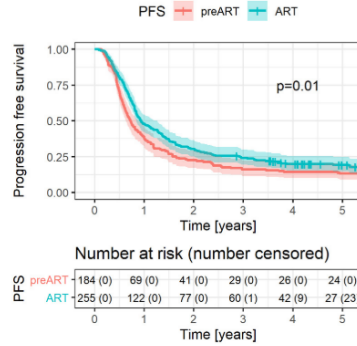 PFS preART ART
1.00
0.75
0.50
0.25
0.00
Progression free survival
p=0.01
0 1 2 3 4 5
Time [years]
Number at risk (number censored)
PFS
preART 184 (0) 69 (0) 41 (0) 29 (0) 26 (0) 24 (0)
ART 255 (0) 122 (0) 77 (0) 60 (1) 42 (9) 27 (23
0 1 2 3 4 5
Time [years]